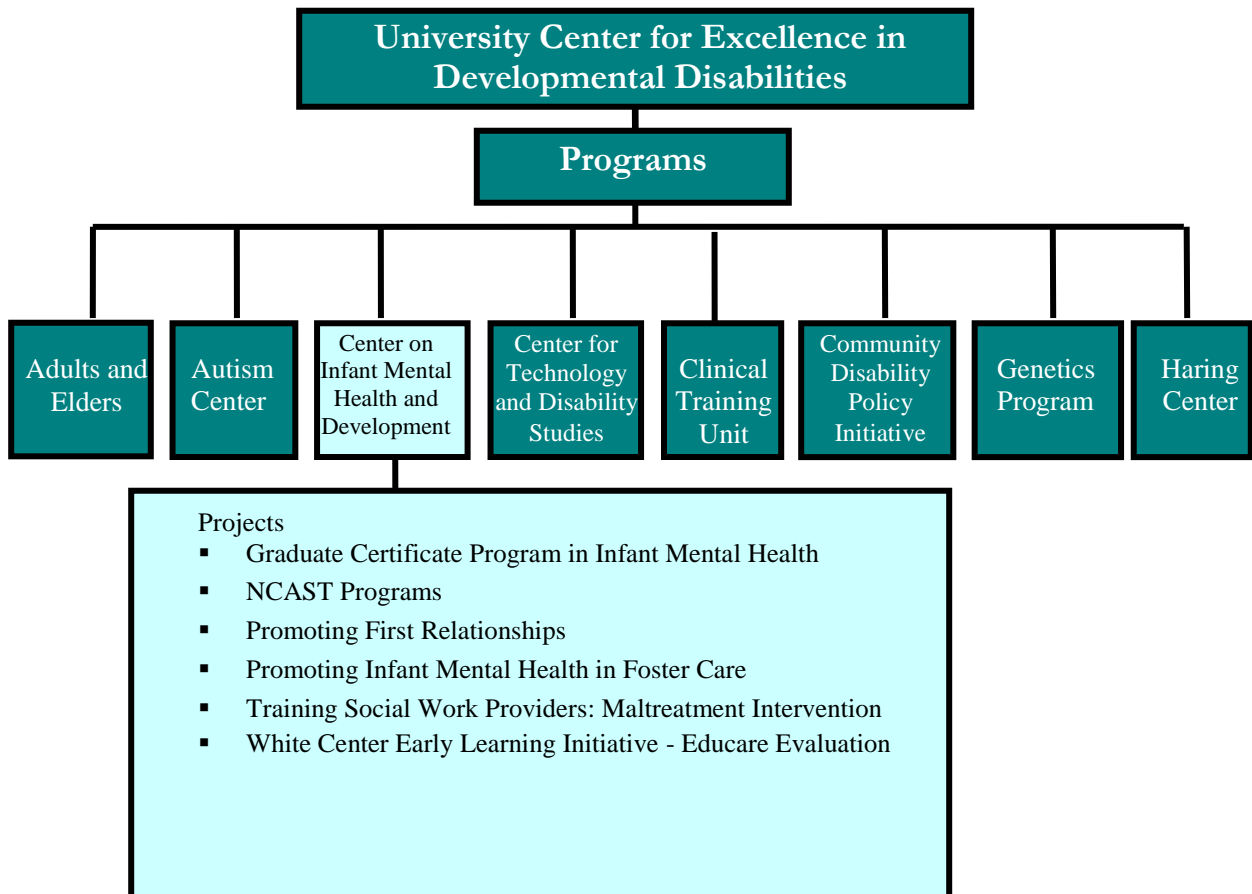 University Center for Excellence in
Developmental Disabilities
Programs
Adults and
Elders
Autism
Center
Center on
Infant Mental
Health and
Development
Center for
Technology
and Disability
Studies
Clinical
Training
Unit
Community
Disability
Policy
Initiative
Genetics
Program
Haring
Center
Projects
▪ Graduate Certificate Program in Infant Mental Health
▪ NCAST Programs
▪ Promoting First Relationships
▪ Promoting Infant Mental Health in Foster Care
▪ Training Social Work Providers: Maltreatment Intervention
▪ White Center Early Learning Initiative - Educare Evaluation